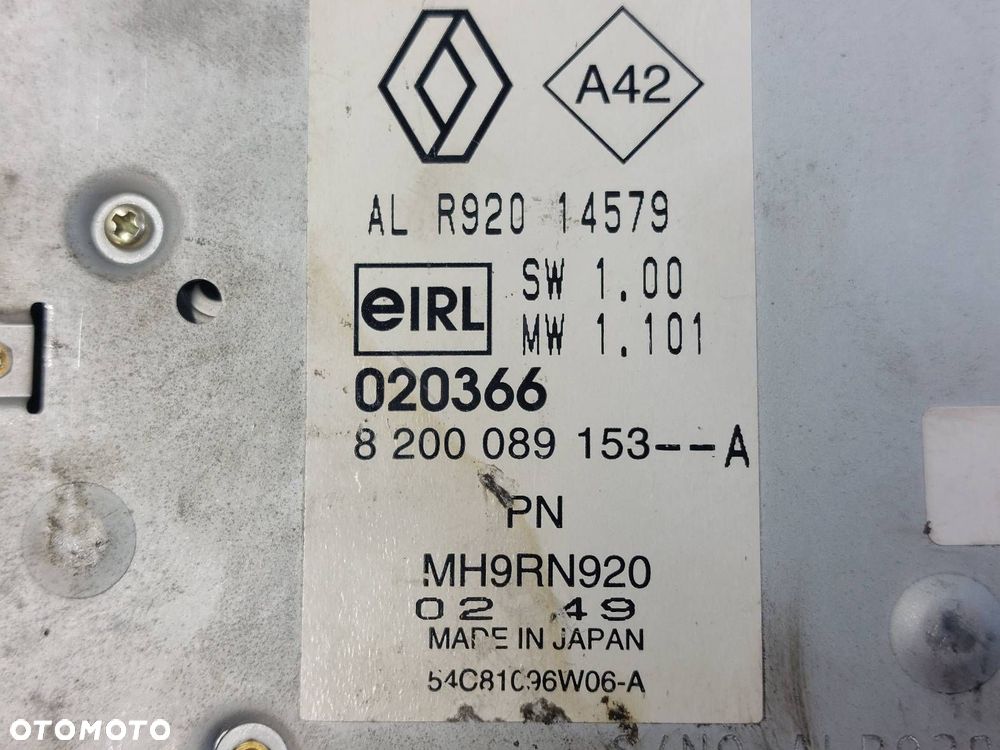 A42
AL R920 14579
eIRL
SW 1.00
MW 1.101
020366
8 200 089 153--A
PN
MH9RN920
02 49
MADE IN JAPAN
54C81096W06-A
OTOMOTO